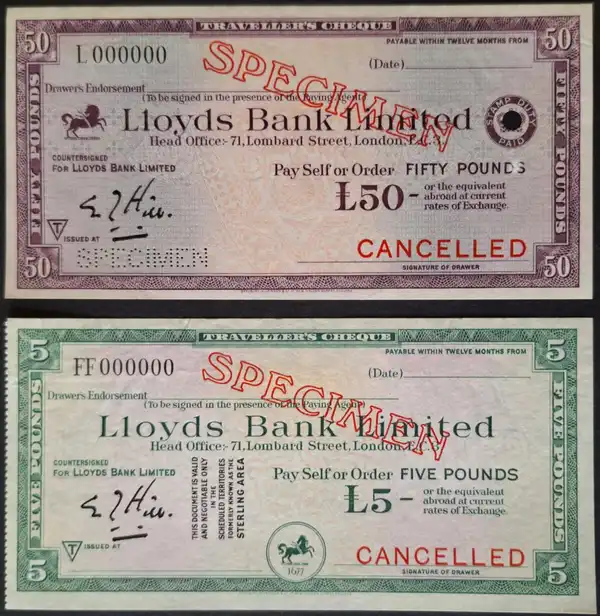 TRAVELLER'S CHEQUE
50
50
L 000000
PAYABLE WITHIN TWELVE MONTHS FROM
(Date)
SPECIMEN
Drawers Endorsement
(To be signed in the presence of the Paying Agent)
Lloyds Bank Limited
STAMP DUTY PAID
Head Office:- 71, Lombard Street, London, E.C.3.
FIFTY POUNDS
FIFTY POUNDS
COUNTERSIGNED
FOR LLOYDS BANK LIMITED
Pay Self or Order FIFTY POUNDS
£50-
or the equivalent
abroad at current
rates of Exchange.
T
ISSUED AT
SPECIMEN
CANCELLED
SIGNATURE OF DRAWER
50
50
TRAVELLER'S CHEQUE
5
5
FF 000000
PAYABLE WITHIN TWELVE MONTHS FROM
(Date)
SPECIMEN
Drawers Endorsement
(To be signed in the presence of the Paying Agent)
Lloyds Bank Limited
Head Office:- 71, Lombard Street, London, E.C.3.
FIVE POUNDS
FIVE POUNDS
COUNTERSIGNED
FOR LLOYDS BANK LIMITED
THIS DOCUMENT IS VALID
AND NEGOTIABLE ONLY
IN THE
SCHEDULED TERRITORIES
FORMERLY KNOWN AS THE
STERLING AREA
Pay Self or Order FIVE POUNDS
£5-
or the equivalent
abroad at current
rates of Exchange.
T
ISSUED AT
1677
CANCELLED
SIGNATURE OF DRAWER
5
5